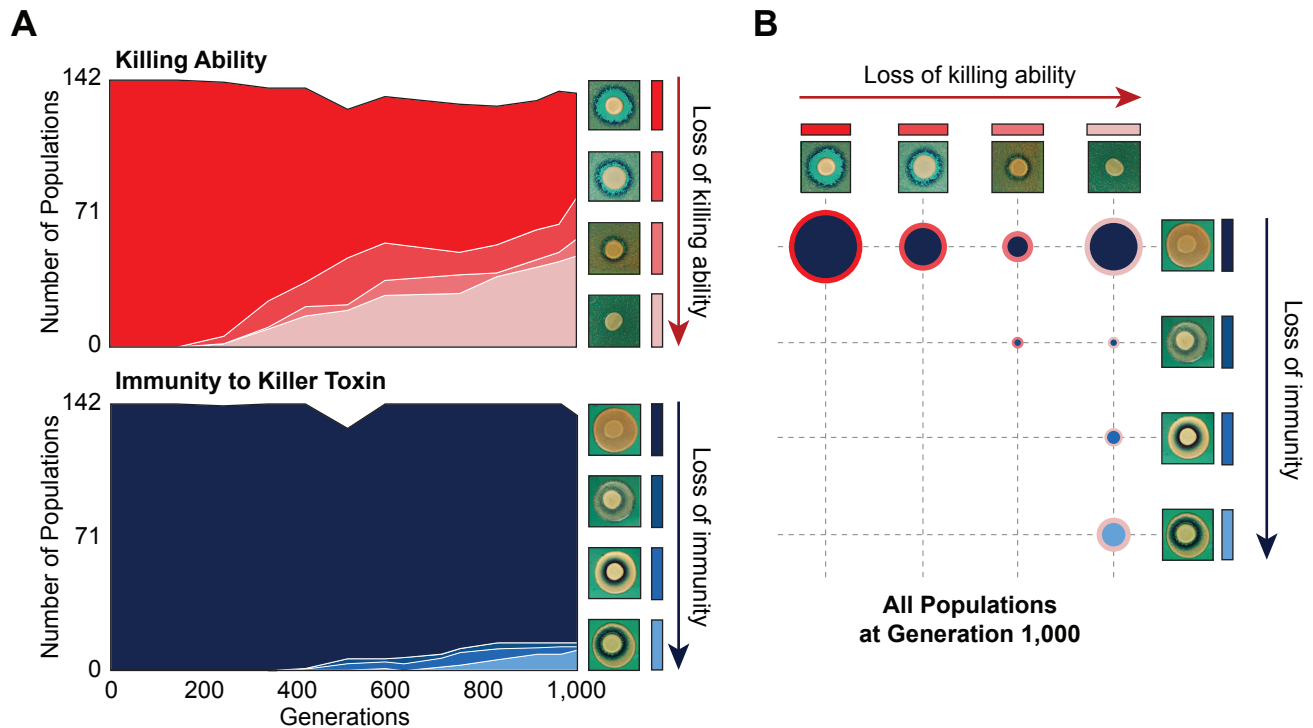 A
Killing Ability
142
71
0
Number of Populations
Loss of killing ability
Immunity to Killer Toxin
142
71
0
Number of Populations
Loss of immunity
0
200
400
600
800
1,000
Generations
B
Loss of killing ability
Loss of immunity
All Populations
at Generation 1,000